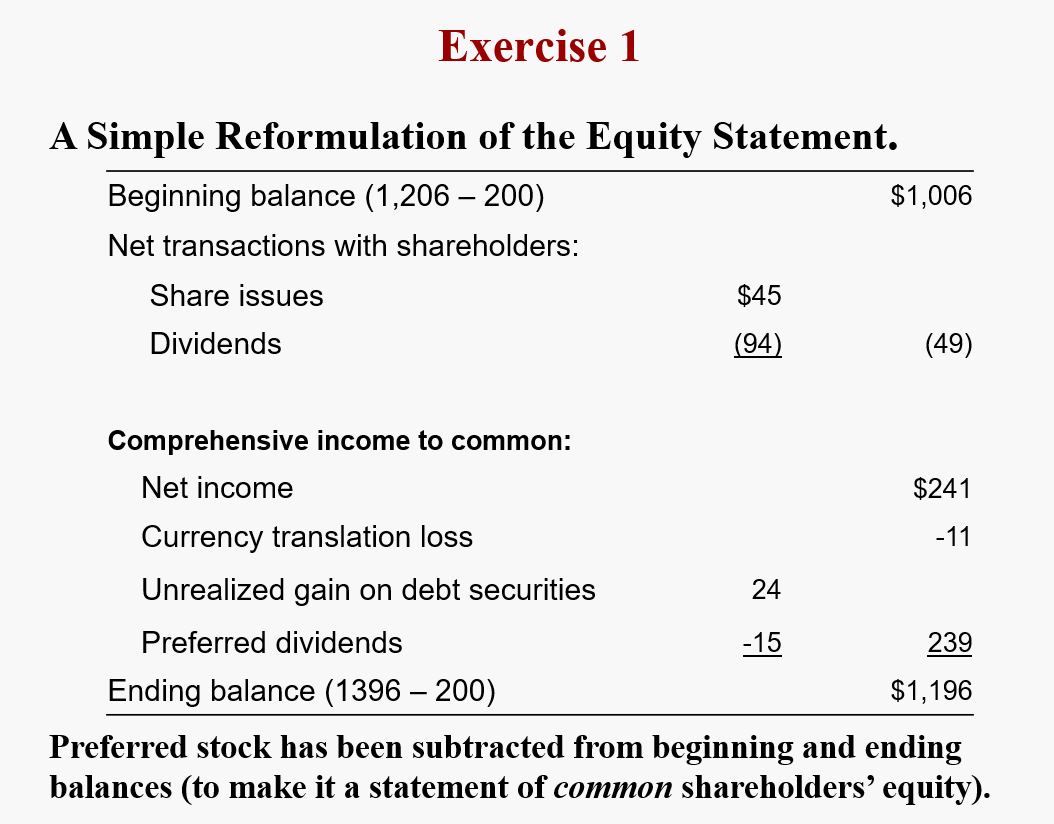 Exercise 1
A Simple Reformulation of the Equity Statement.
Beginning balance (1,206 – 200) $1,006
Net transactions with shareholders:
Share issues $45
Dividends (94) (49)
Comprehensive income to common:
Net income $241
Currency translation loss -11
Unrealized gain on debt securities 24
Preferred dividends -15 239
Ending balance (1396 – 200) $1,196
Preferred stock has been subtracted from beginning and ending
balances (to make it a statement of common shareholders’ equity).